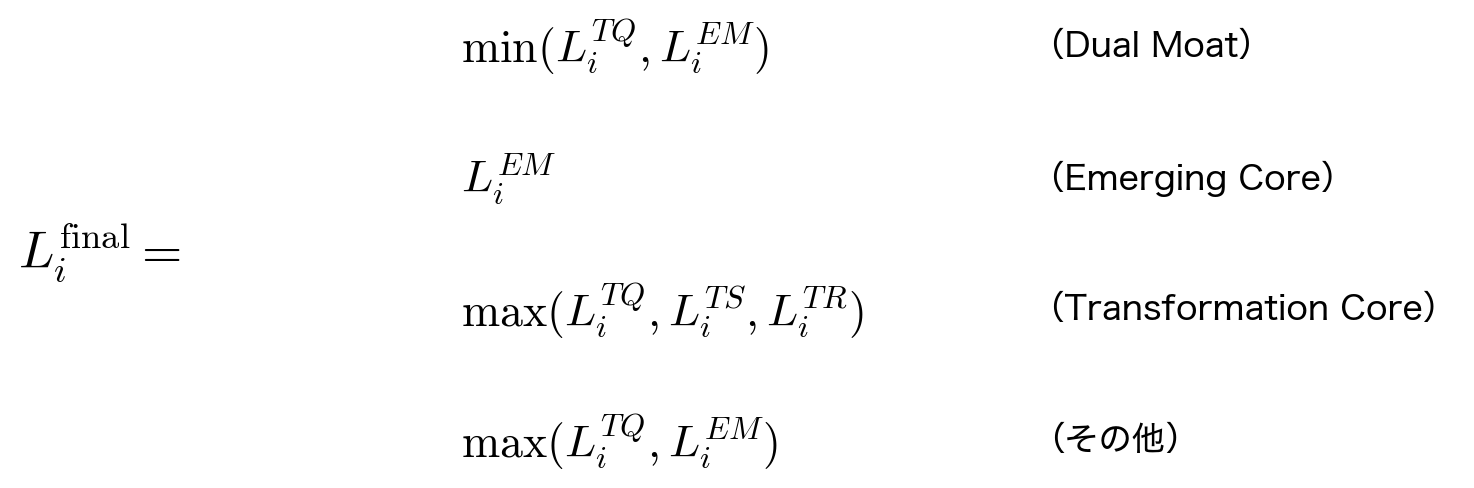 min(L_i^{TQ}, L_i^{EM}) (Dual Moat)
L_i^{EM} (Emerging Core)
L_i^{final} =
max(L_i^{TQ}, L_i^{TS}, L_i^{TR}) (Transformation Core)
max(L_i^{TQ}, L_i^{EM}) (その他)